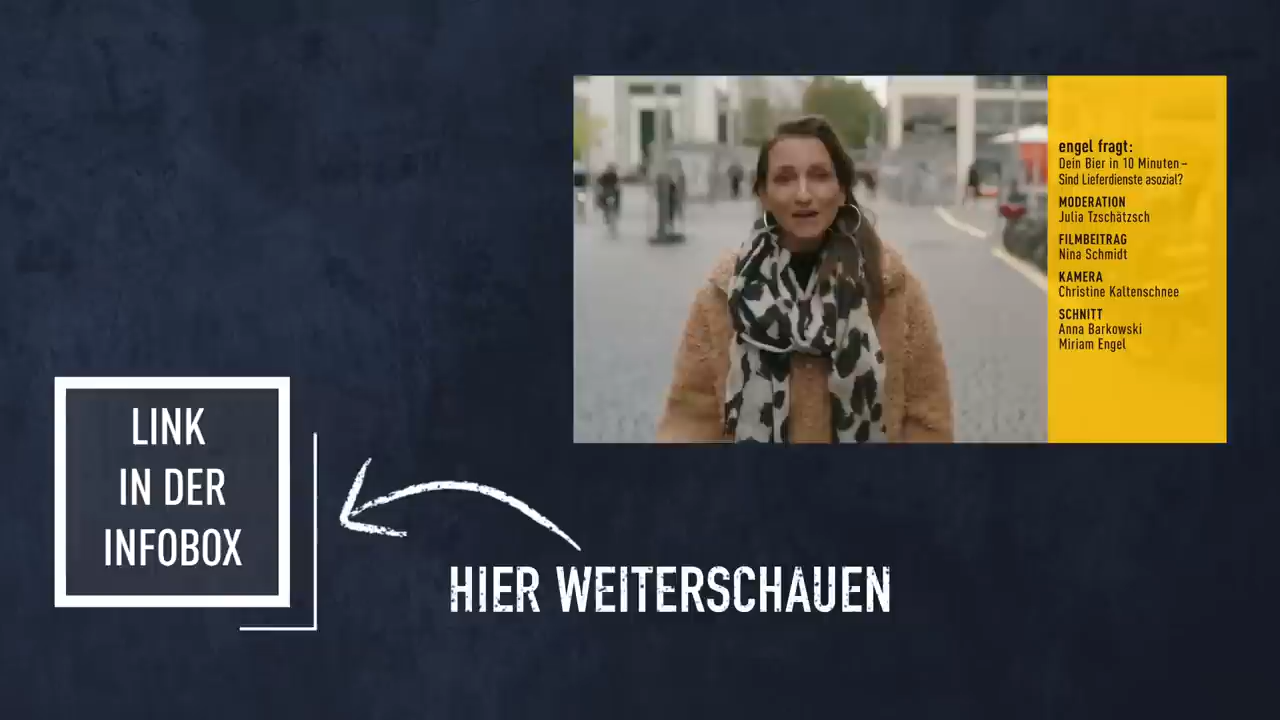 engel fragt:
Dein Bier in 10 Minuten –
Sind Lieferdienste asozial?
MODERATION
Julia Tzschätzsch
FILMBEITRAG
Nina Schmidt
KAMERA
Christine Kaltenschnee
SCHNITT
Anna Barkowski
Miriam Engel
LINK
IN DER
INFOBOX
HIER WEITERSCHAUEN